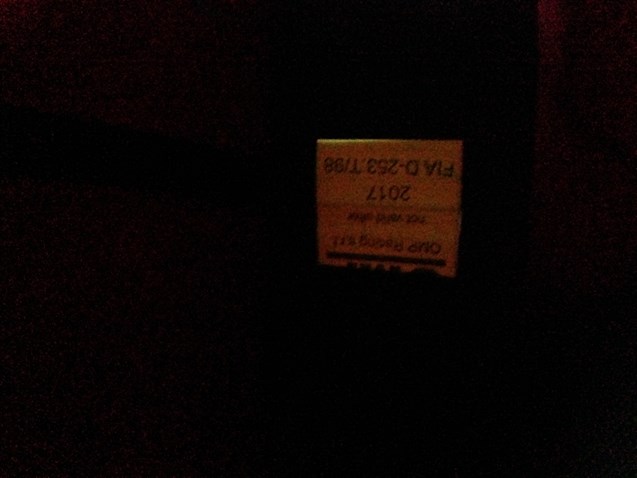 OMP Racing s.r.l.
not valid after
2017
FIA D-253.T/98